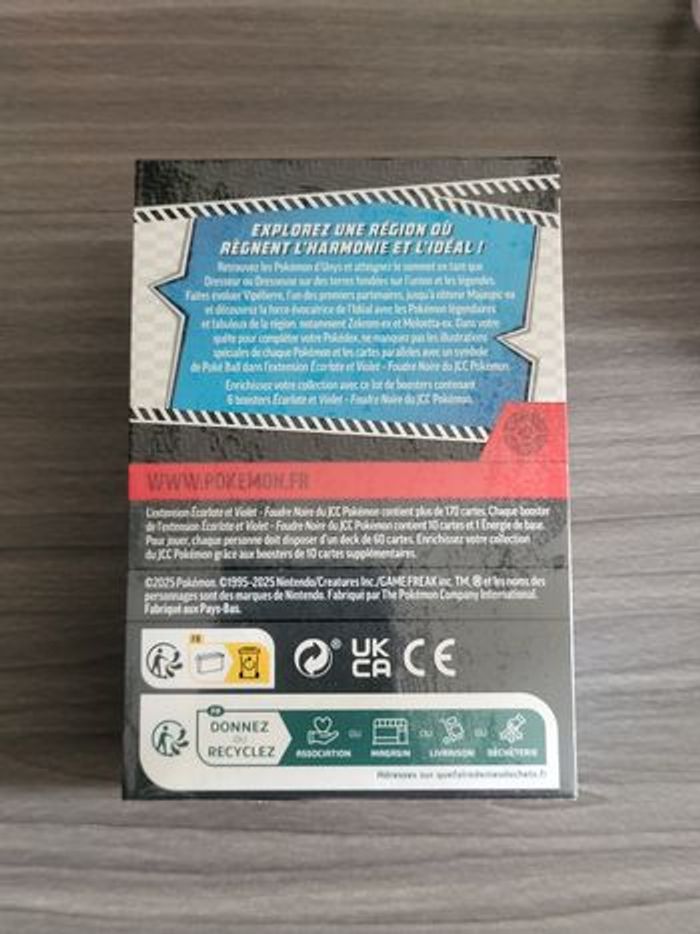 EXPLOREZ UNE RÉGION OÙ
RÈGNENT L'HARMONIE ET L'IDÉAL !
Retrouvez les Pokémon d'Unys et atteignez le sommet en tant que
Dresseur ou Dresseuse sur des terres fondées sur l'union et les légendes.
Faites évoluer Vipélierre, l'un des premiers partenaires, jusqu'à obtenir Majaspic-ex
et découvrez la force évocatrice de l'Idéal avec les Pokémon légendaires
et fabuleux de la région, notamment Zekrom-ex et Meloetta-ex. Dans votre
quête pour compléter votre Pokédex, ne manquez pas les illustrations
spéciales de chaque Pokémon et les cartes parallèles avec un symbole
de Poké Ball dans l'extension Écarlate et Violet - Foudre Noire du JCC Pokémon.
Enrichissez votre collection avec ce lot de boosters contenant
6 boosters Écarlate et Violet - Foudre Noire du JCC Pokémon.
WWW.POKEMON.FR
L'extension Écarlate et Violet - Foudre Noire du JCC Pokémon contient plus de 170 cartes. Chaque booster
de l'extension Écarlate et Violet - Foudre Noire du JCC Pokémon contient 10 cartes et 1 Énergie de base.
Pour jouer, chaque personne doit disposer d'un deck de 60 cartes. Enrichissez votre collection
du JCC Pokémon grâce aux boosters de 10 cartes supplémentaires.
©2025 Pokémon. ©1995-2025 Nintendo/Creatures Inc./GAME FREAK inc. TM, ® et les noms des
personnages sont des marques de Nintendo. Fabriqué par The Pokémon Company International.
Fabriqué aux Pays-Bas.
FR
®
UK
CA
CE
FR
DONNEZ
OU
RECYCLEZ
ASSOCIATION OU MAGASIN OU LIVRAISON OU DÉCHÈTERIE
Adresses sur quefairedemesdechets.fr